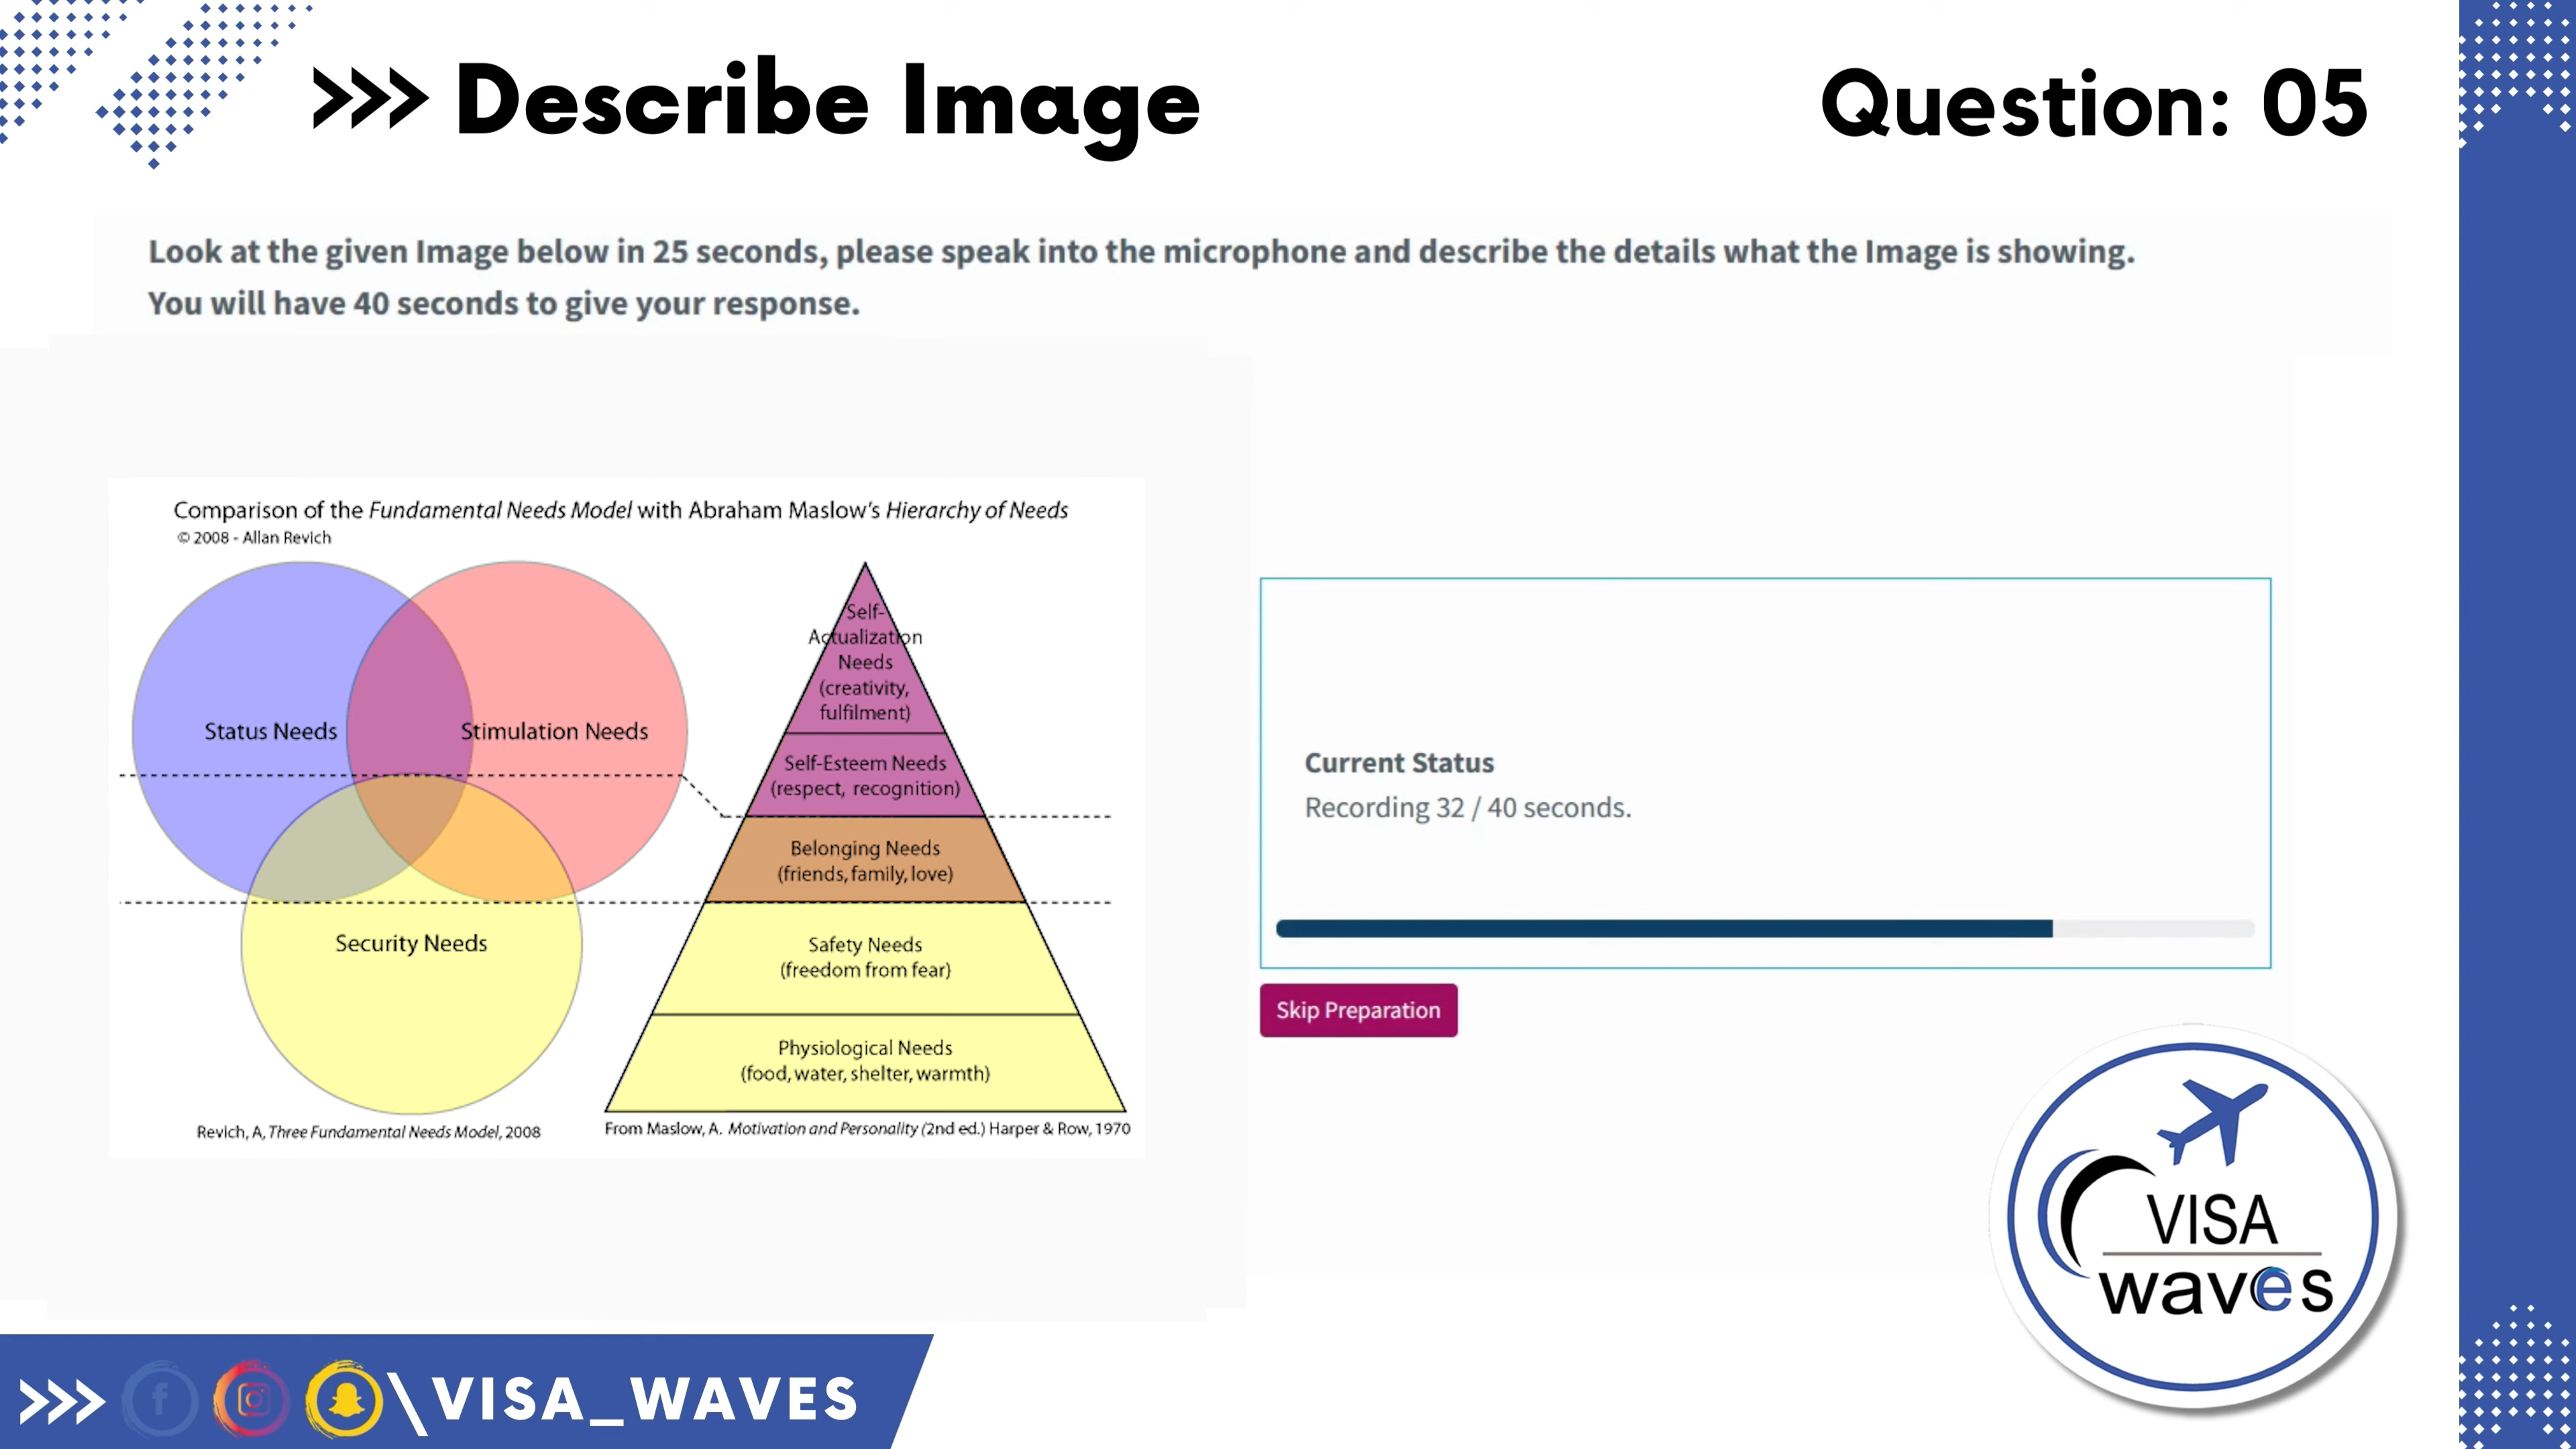 >>> Describe Image
Question: 05
Look at the given Image below in 25 seconds, please speak into the microphone and describe the details what the Image is showing.
You will have 40 seconds to give your response.
Comparison of the Fundamental Needs Model with Abraham Maslow's Hierarchy of Needs
© 2008 - Allan Revich
Status Needs
Stimulation Needs
Security Needs
Revich, A, Three Fundamental Needs Model, 2008
Self-
Actualization
Needs
(creativity,
fulfilment)
Self-Esteem Needs
(respect, recognition)
Belonging Needs
(friends, family, love)
Safety Needs
(freedom from fear)
Physiological Needs
(food, water, shelter, warmth)
From Maslow, A. Motivation and Personality (2nd ed.) Harper & Row, 1970
Current Status
Recording 32 / 40 seconds.
Skip Preparation
VISA
waves
>>> \VISA_WAVES